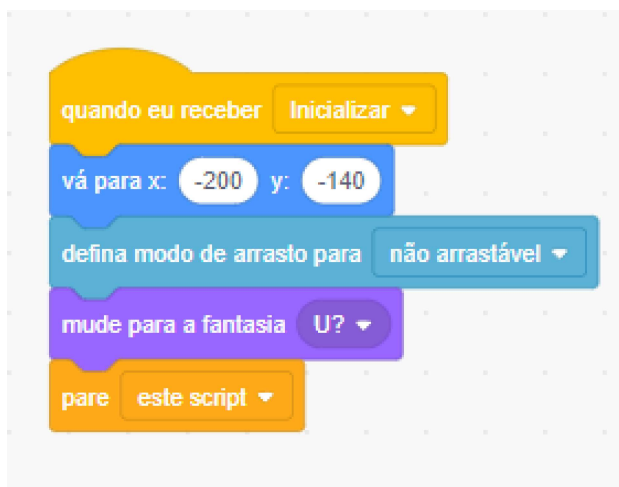 quando eu receber Inicializar
vá para x: -200 y: -140
defina modo de arrasto para não arrastável
mude para a fantasia U?
pare este script